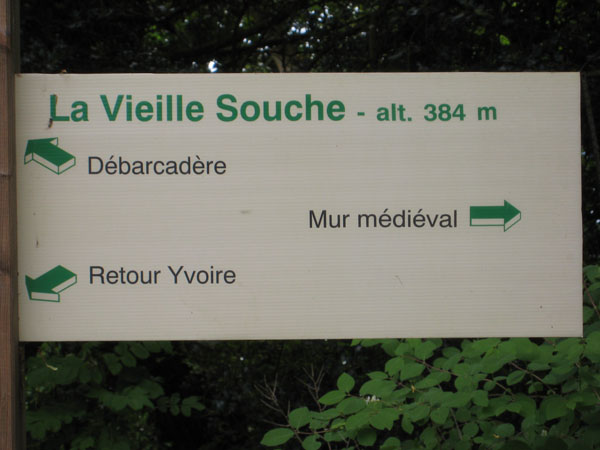 La Vieille Souche - alt. 384 m
Débarcadère
Mur médiéval
Retour Yvoire